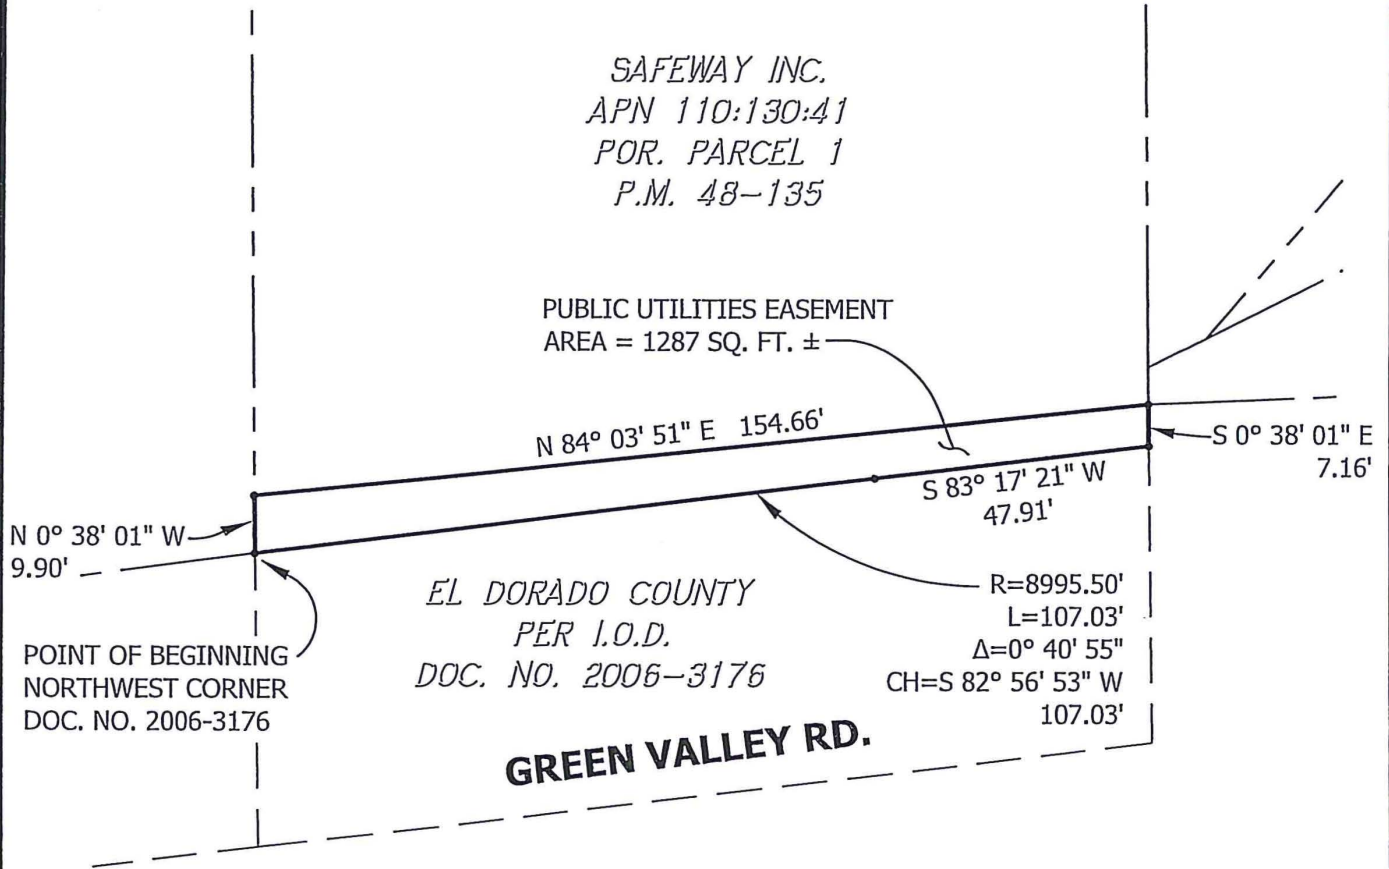 SAFEWAY INC.
APN 110:130:41
POR. PARCEL 1
P.M. 48-135
PUBLIC UTILITIES EASEMENT
AREA = 1287 SQ. FT. ±
N 84° 03' 51" E 154.66'
S 0° 38' 01" E
7.16'
S 83° 17' 21" W
47.91'
N 0° 38' 01" W
9.90'
R=8995.50'
L=107.03'
Δ=0° 40' 55"
CH=S 82° 56' 53" W
107.03'
EL DORADO COUNTY
PER I.O.D.
DOC. NO. 2006-3176
POINT OF BEGINNING
NORTHWEST CORNER
DOC. NO. 2006-3176
GREEN VALLEY RD.